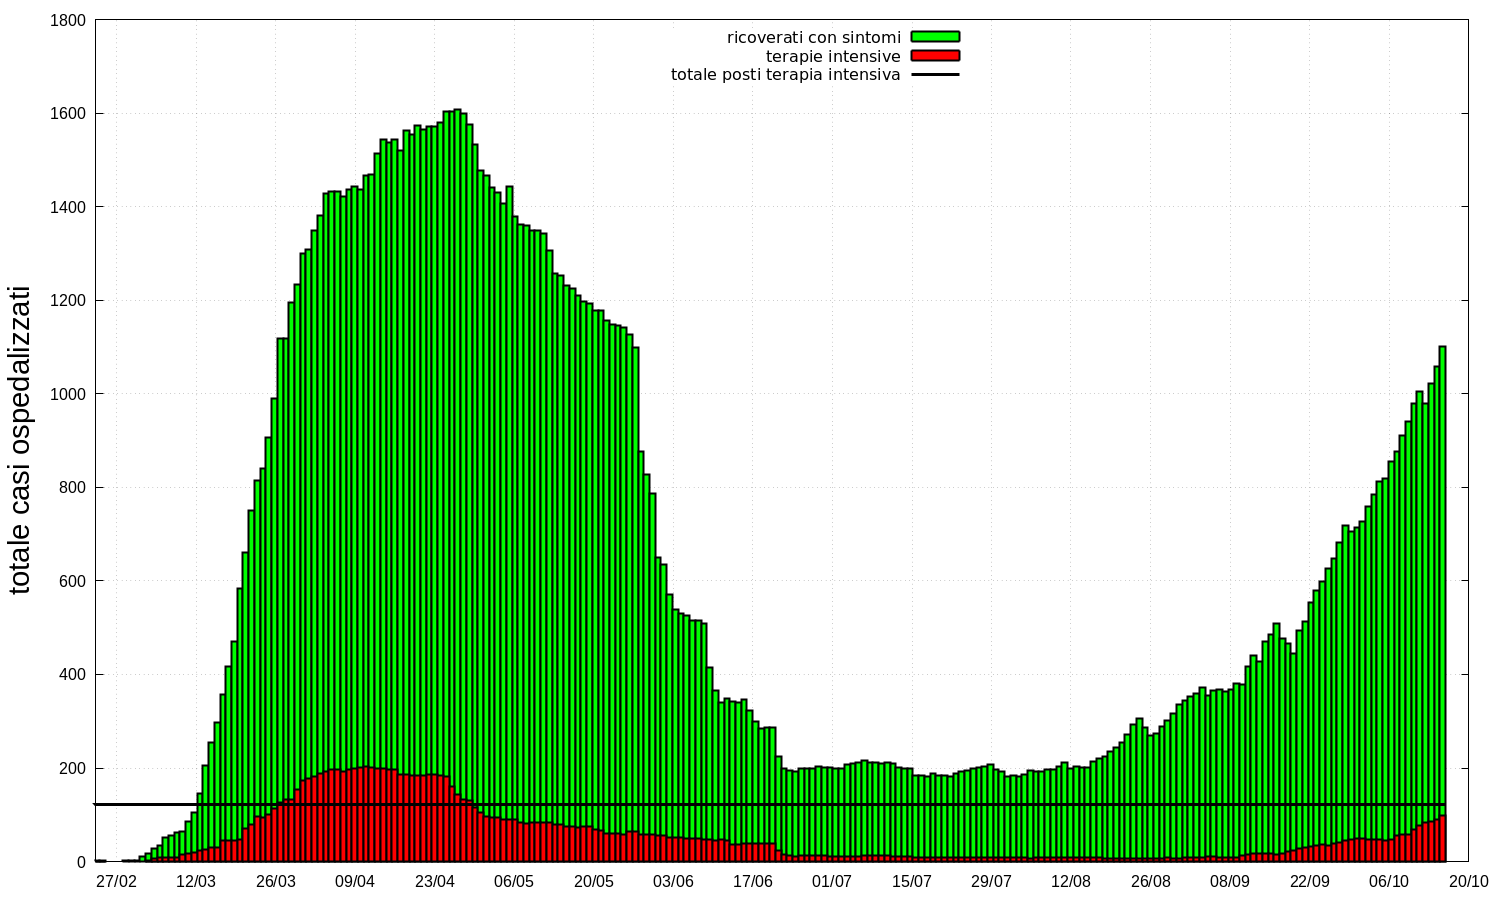 totale casi ospedalizzati
1800
1600
1400
1200
1000
800
600
400
200
0
ricoverati con sintomi
terapie intensive
totale posti terapia intensiva
27/02 12/03 26/03 09/04 23/04 06/05 20/05 03/06 17/06 01/07 15/07 29/07 12/08 26/08 08/09 22/09 06/10 20/10